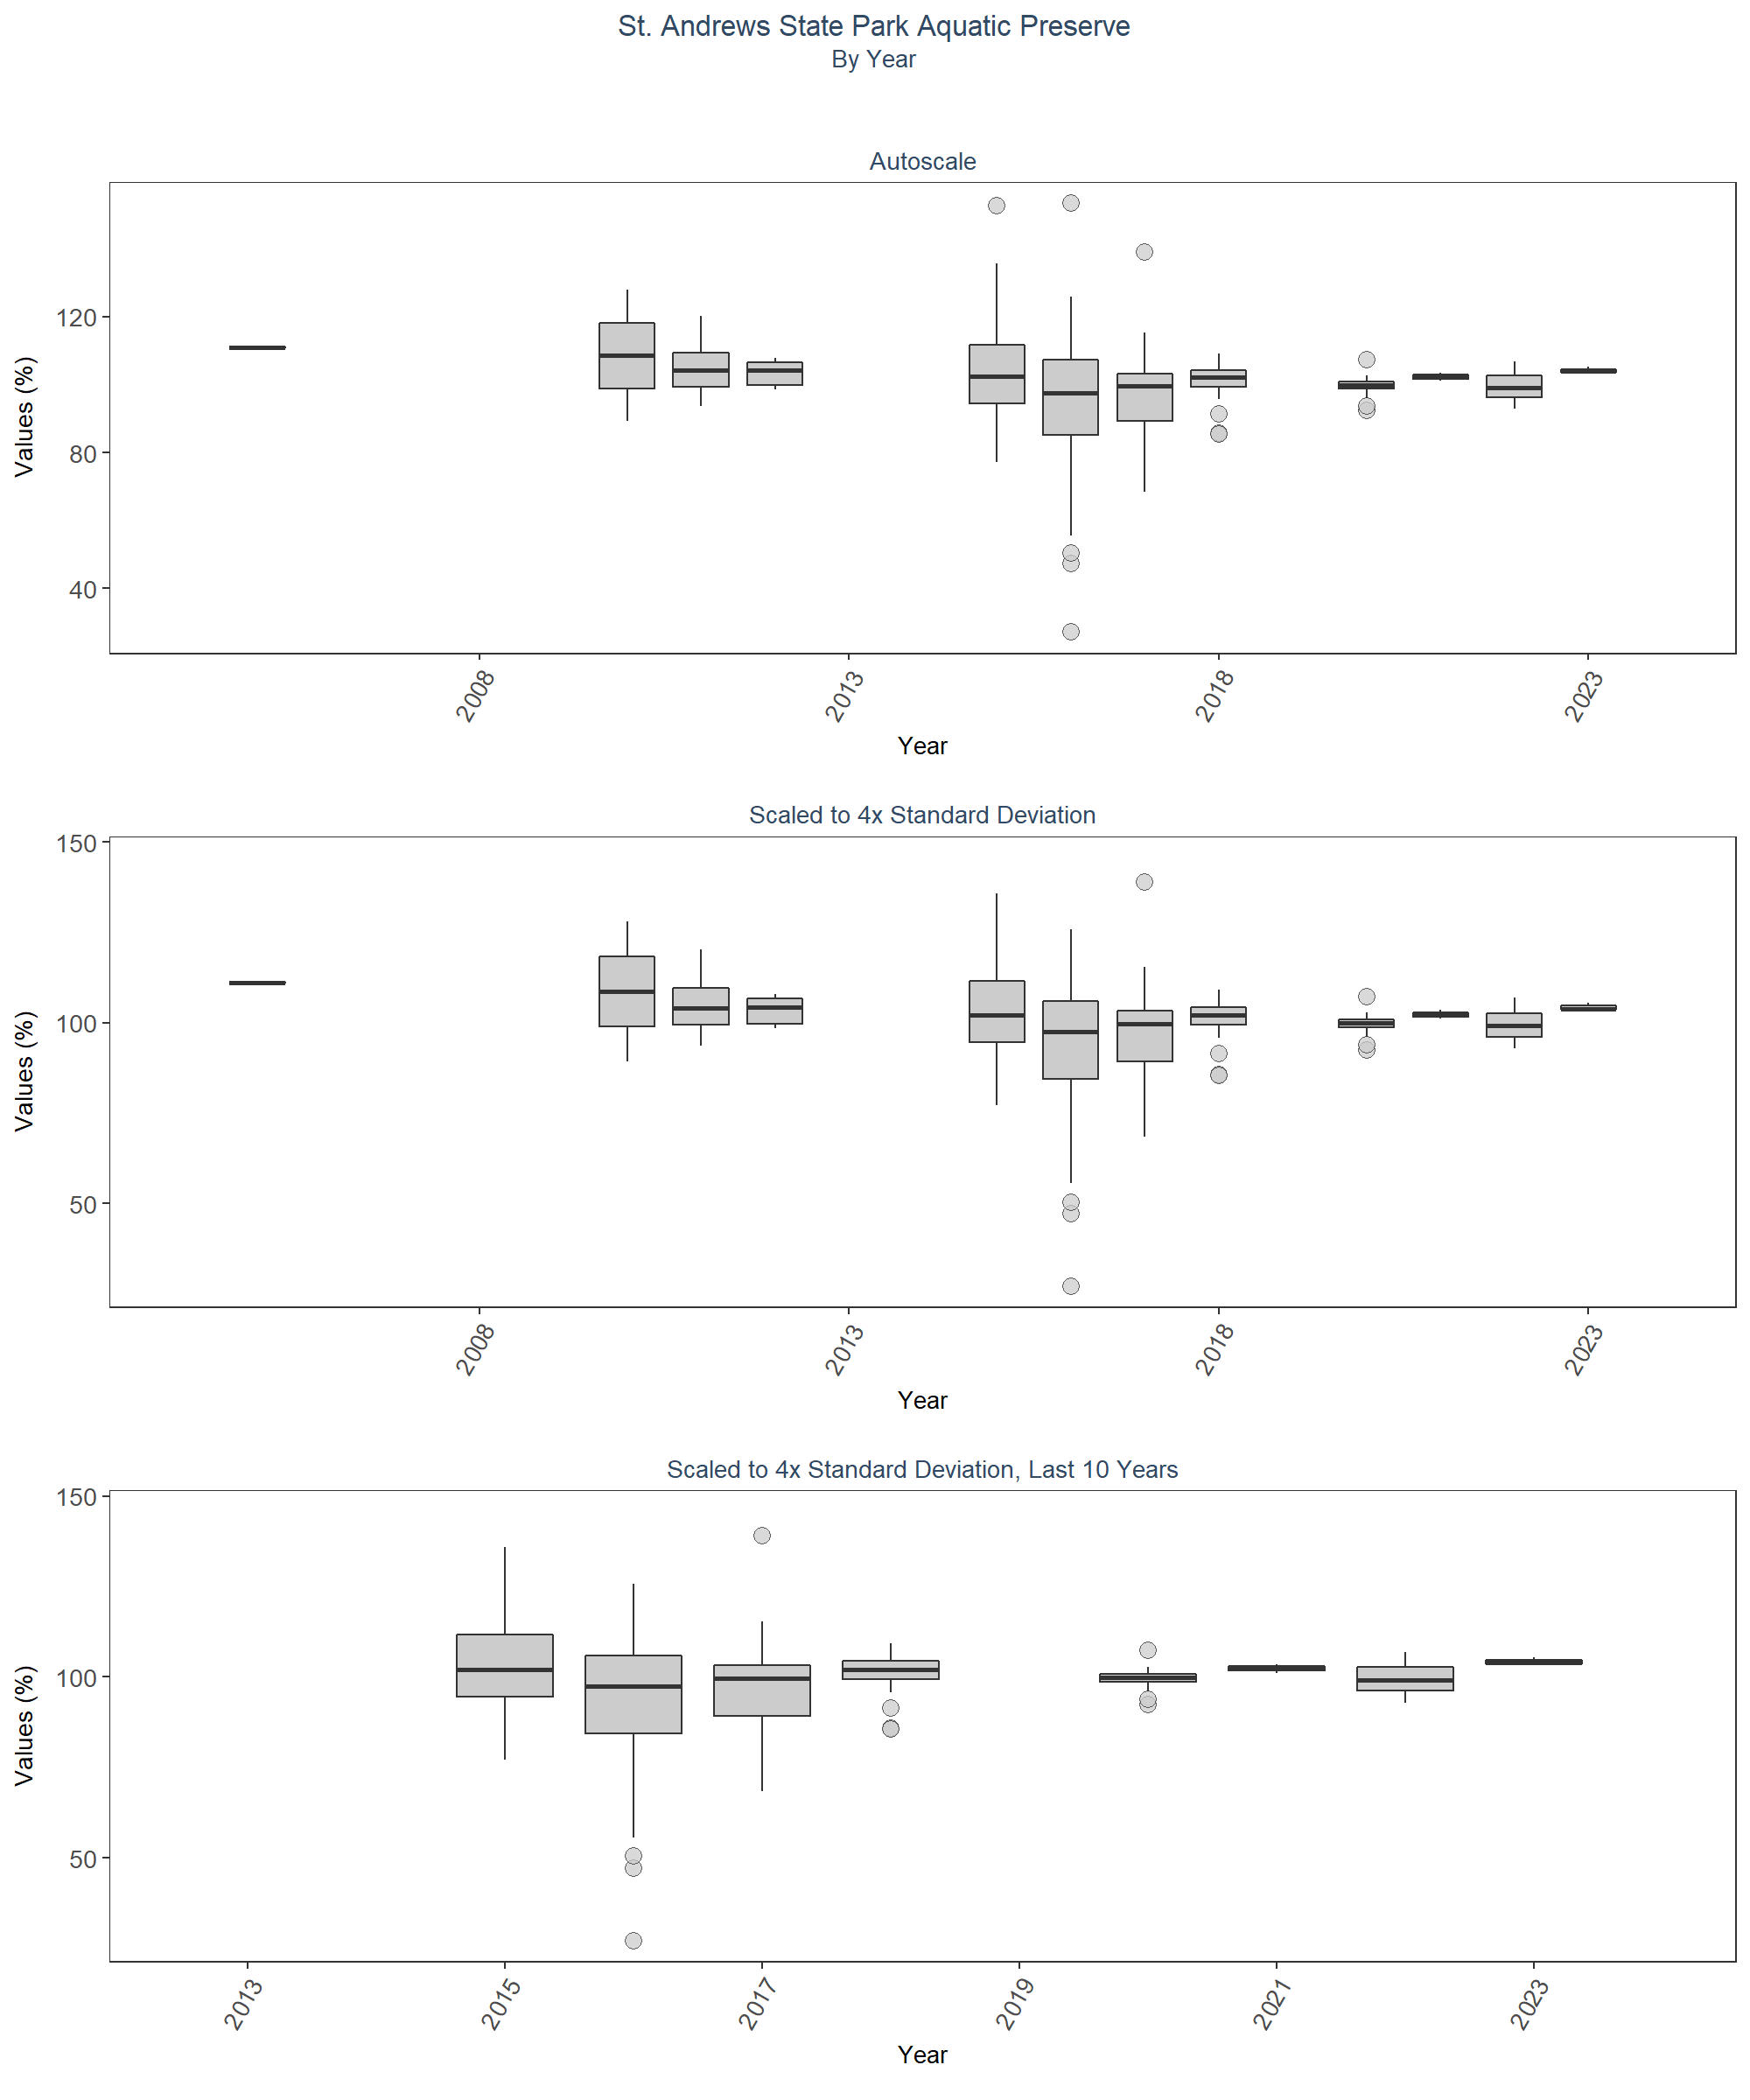 St. Andrews State Park Aquatic Preserve
By Year
Autoscale
Values (%)
120
80
40
2008
2013
2018
2023
Year
Scaled to 4x Standard Deviation
Values (%)
150
100
50
2008
2013
2018
2023
Year
Scaled to 4x Standard Deviation, Last 10 Years
Values (%)
150
100
50
2013
2015
2017
2019
2021
2023
Year